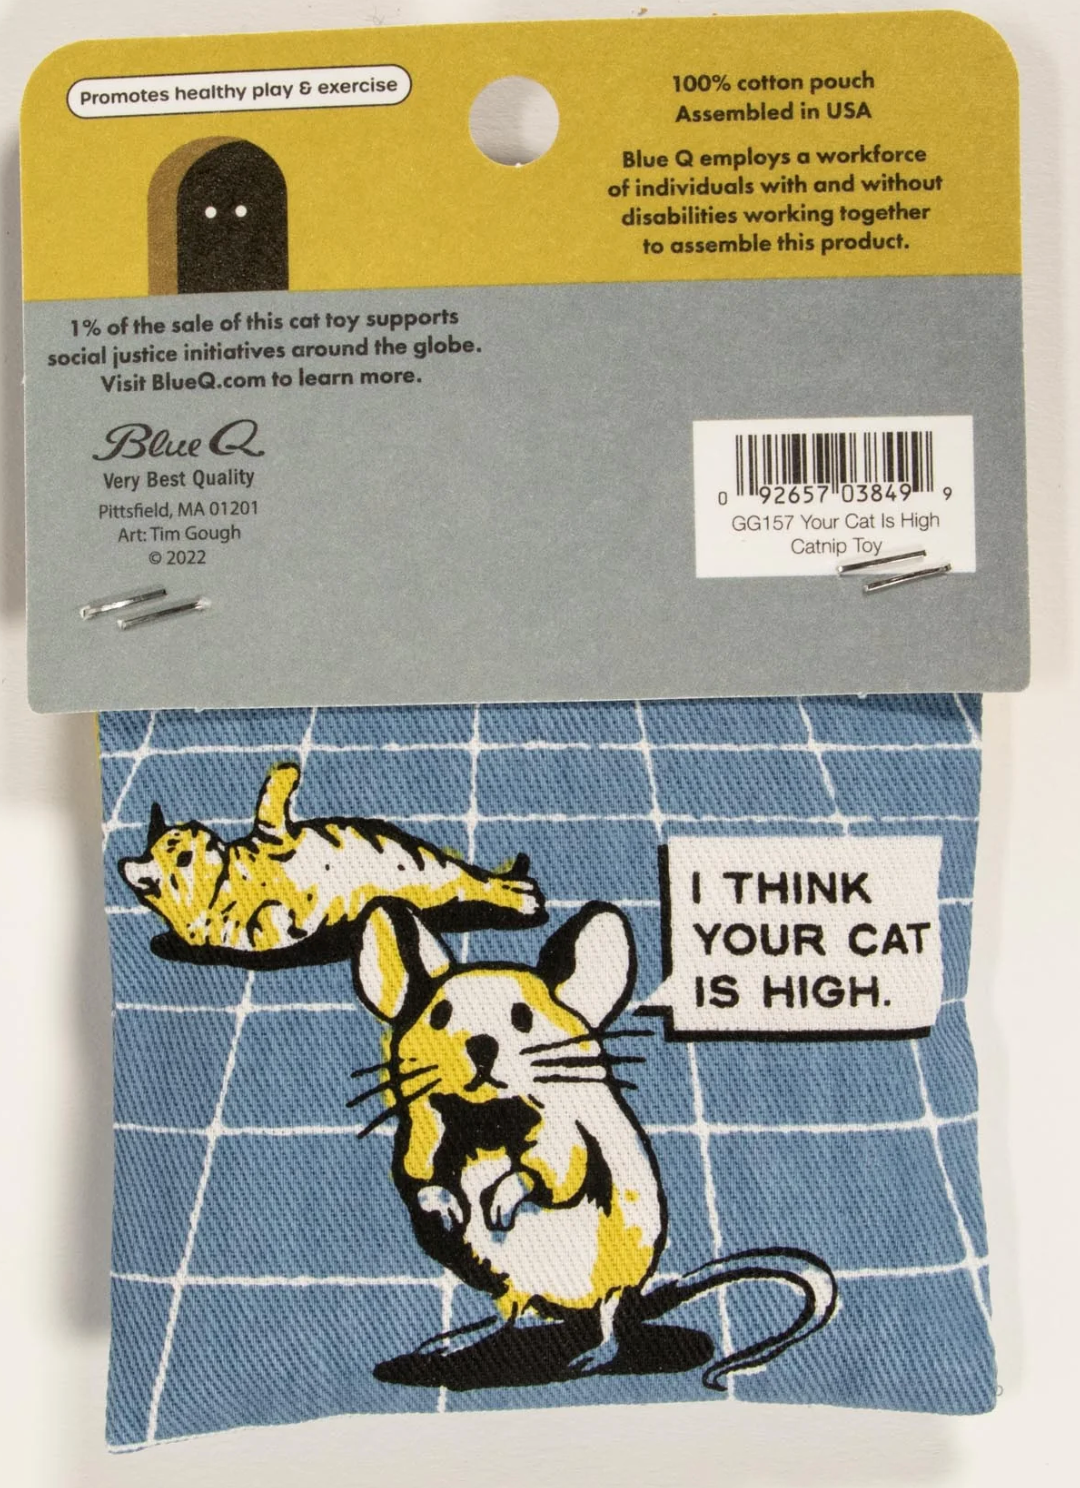 Promotes healthy play & exercise
100% cotton pouch
Assembled in USA
Blue Q employs a workforce
of individuals with and without
disabilities working together
to assemble this product.
1% of the sale of this cat toy supports
social justice initiatives around the globe.
Visit BlueQ.com to learn more.
Blue Q
Very Best Quality
Pittsfield, MA 01201
Art: Tim Gough
© 2022
0 92657 03849 9
GG157 Your Cat Is High
Catnip Toy
I THINK
YOUR CAT
IS HIGH.